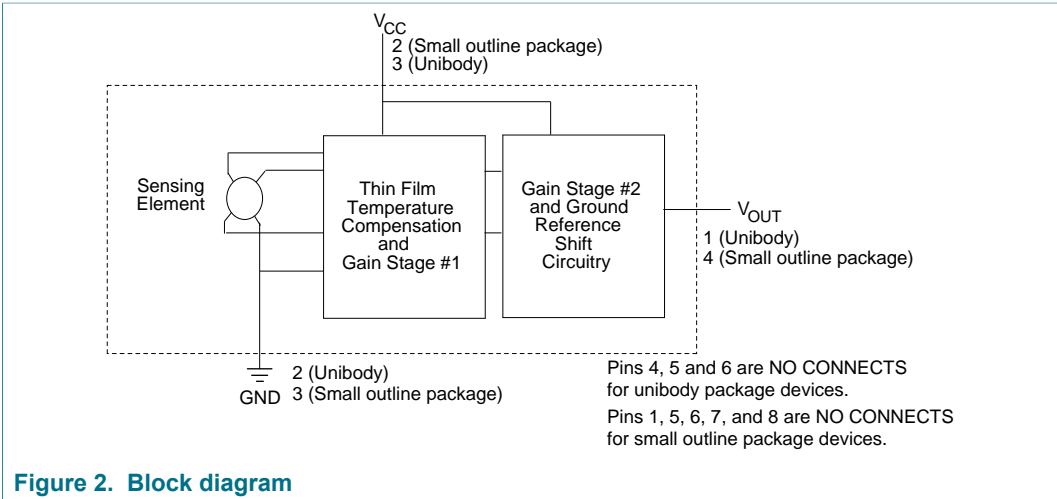 VCC
2 (Small outline package)
3 (Unibody)
Sensing
Element
Thin Film
Temperature
Compensation
and
Gain Stage #1
Gain Stage #2
and Ground
Reference
Shift
Circuitry
VOUT
1 (Unibody)
4 (Small outline package)
2 (Unibody)
GND 3 (Small outline package)
Pins 4, 5 and 6 are NO CONNECTS
for unibody package devices.
Pins 1, 5, 6, 7, and 8 are NO CONNECTS
for small outline package devices.
Figure 2. Block diagram